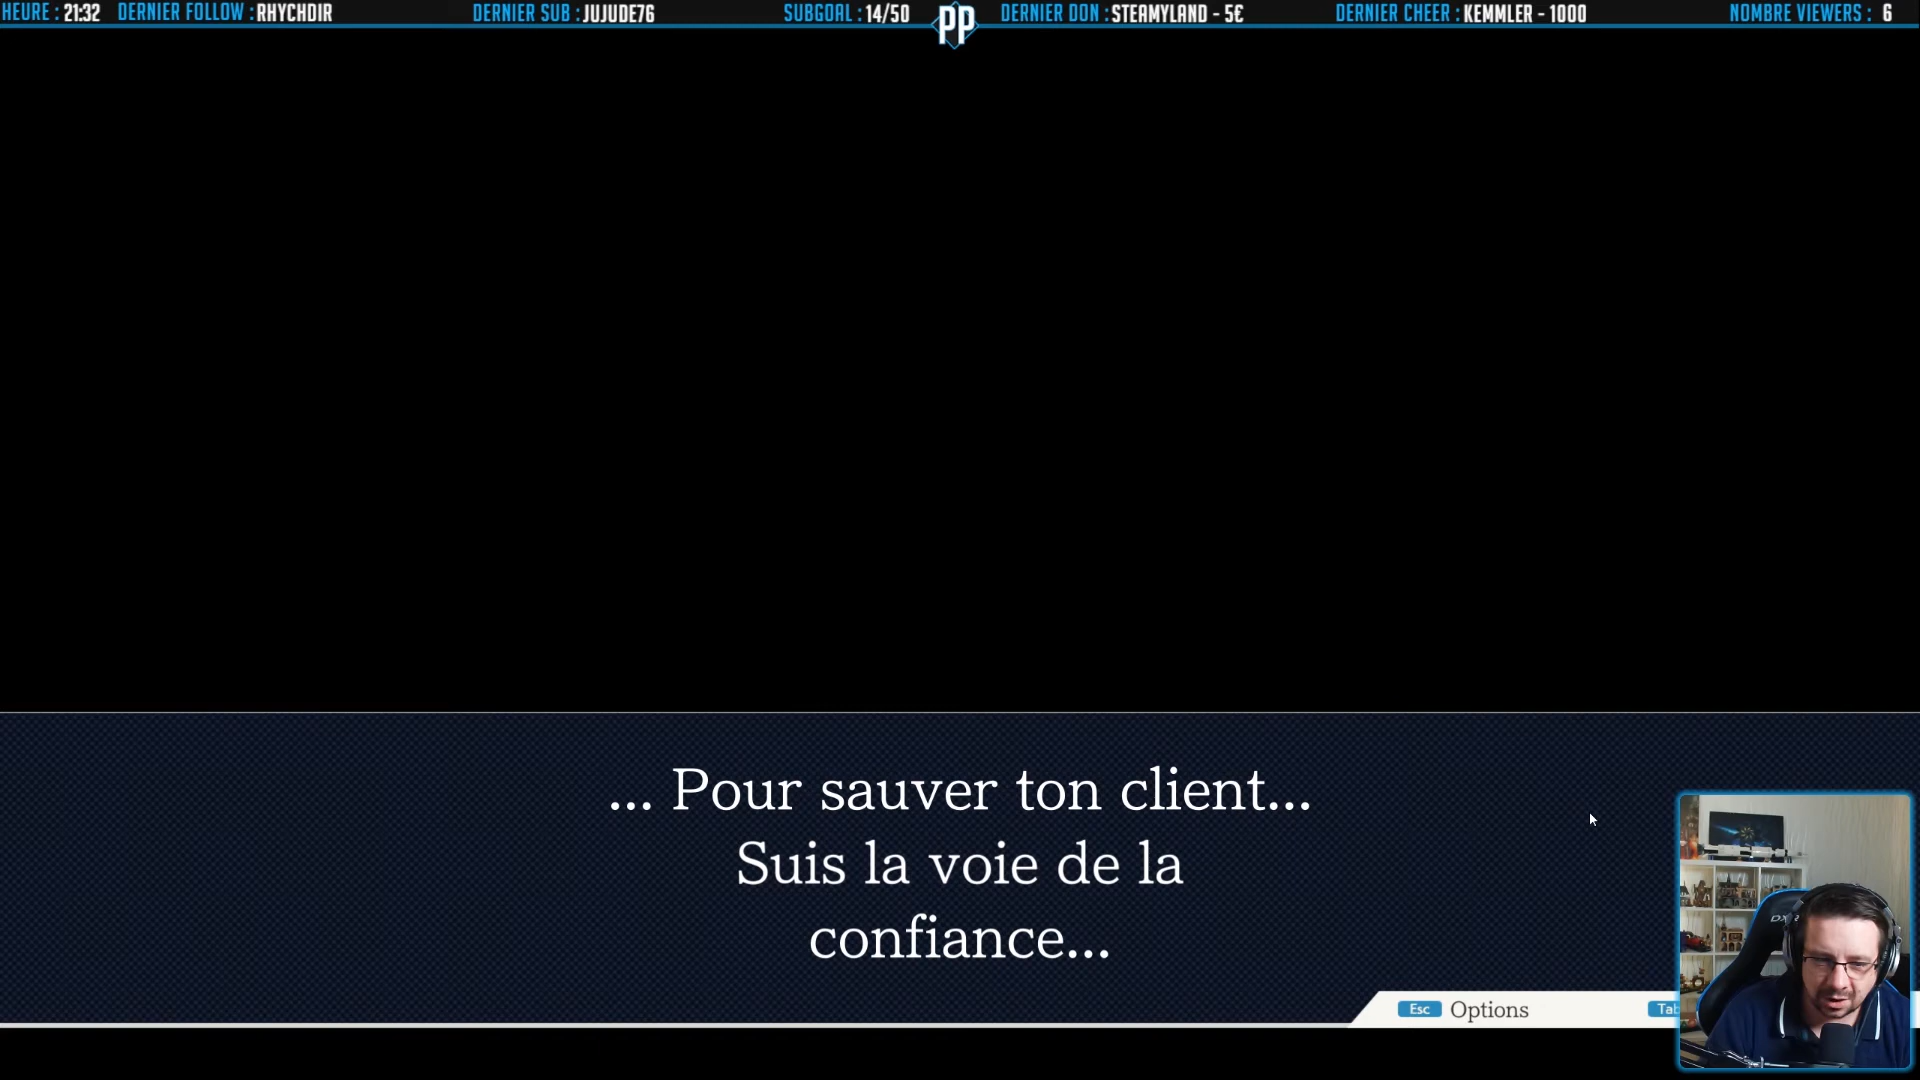 HEURE : 21:32 DERNIER FOLLOW : RHYCHDIR DERNIER SUB : JUJUDE76 SUBGOAL : 14/50 PP DERNIER DON : STEAMYLAND - 5€ DERNIER CHEER : KEMMLER - 1000 NOMBRE VIEWERS : 6
... Pour sauver ton client...
Suis la voie de la
confiance...
Esc Options Tab